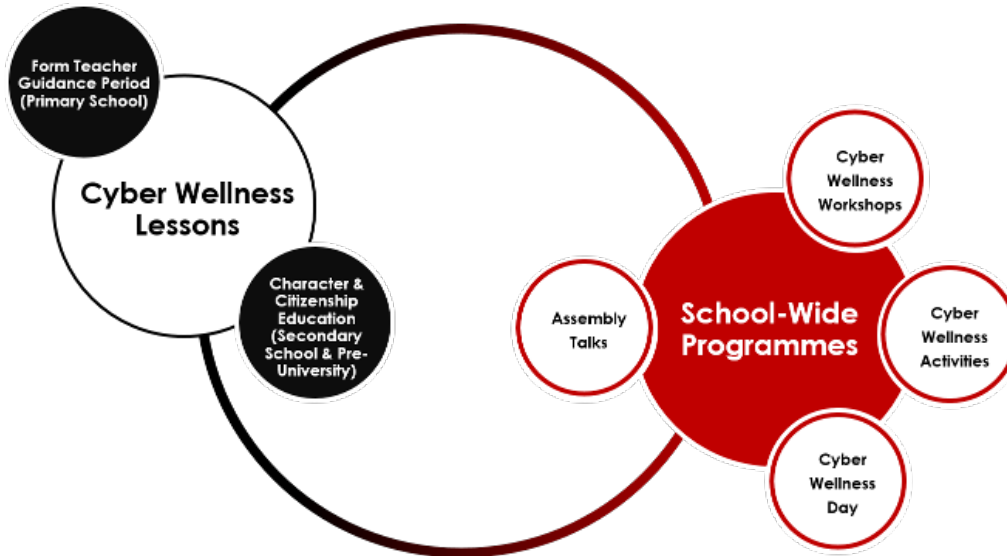 Form Teacher
Guidance Period
(Primary School)
Cyber Wellness
Lessons
Character &
Citizenship
Education
(Secondary
School & Pre-
University)
Assembly
Talks
School-Wide
Programmes
Cyber
Wellness
Workshops
Cyber
Wellness
Activities
Cyber
Wellness
Day